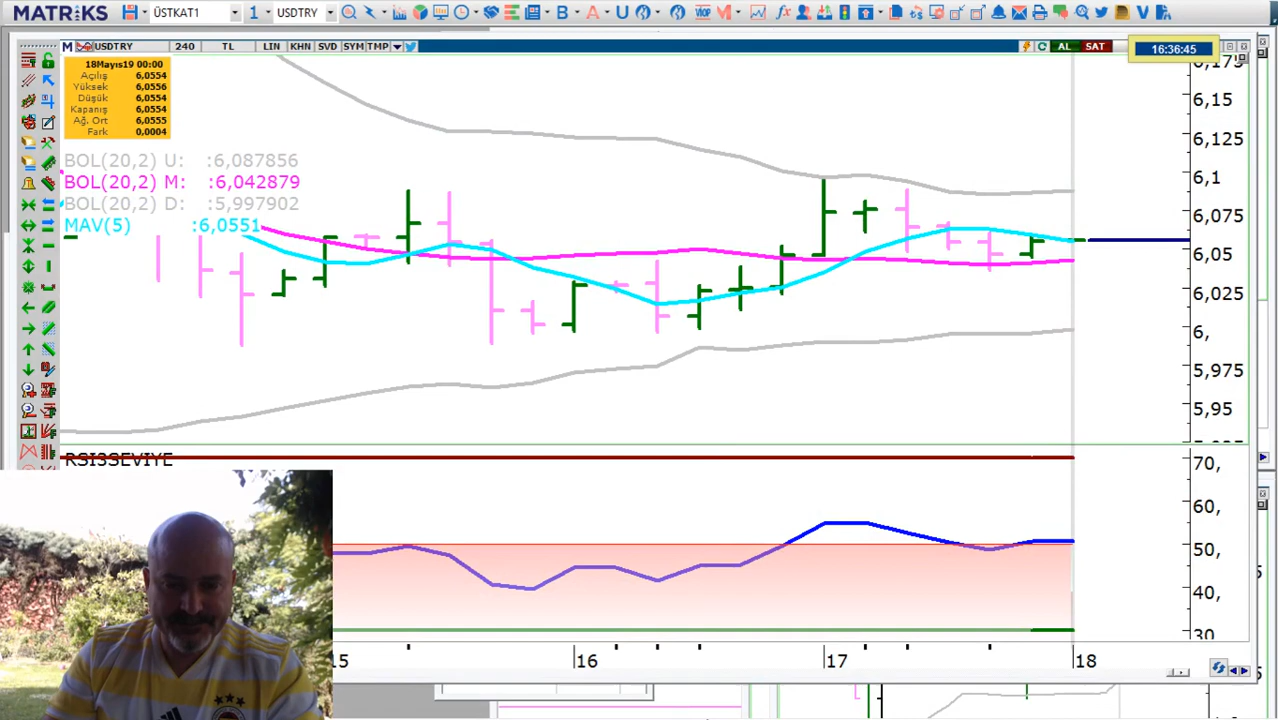 MATRIKS ÜSTKAT1 1 USDTRY B A U
M USDTRY 240 TL LIN KHN SVD SYM TMP AL SAT 16:36:45
18Mayıs19 00:00
Açılış 6,0554
Yüksek 6,0556
Düşük 6,0554
Kapanış 6,0554
Ağ. Ort 6,0555
Fark 0,0004
BOL(20,2) U: :6,087856
BOL(20,2) M: :6,042879
BOL(20,2) D: :5,997902
MAV(5) :6,0551
6,175
6,15
6,125
6,1
6,075
6,05
6,025
6,
5,975
5,95
RSI3SEVIYE
70,
60,
50,
40,
30
15 16 17 18